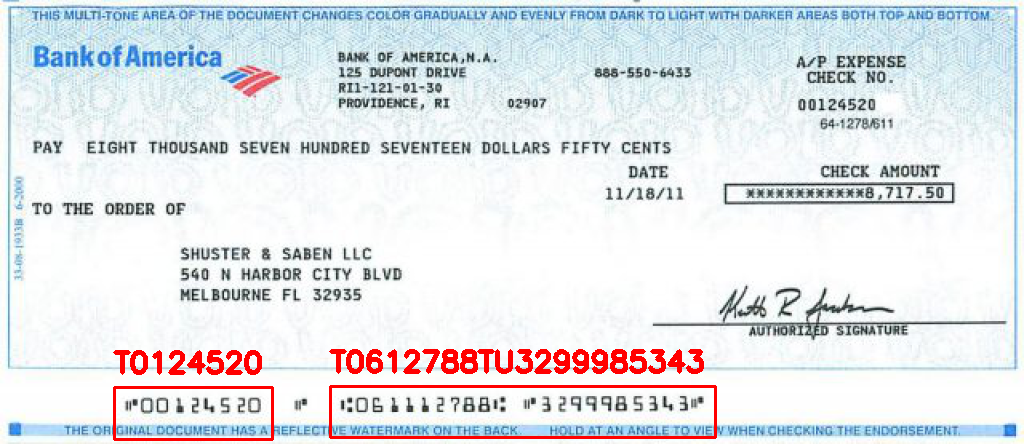 THIS MULTI-TONE AREA OF THE DOCUMENT CHANGES COLOR GRADUALLY AND EVENLY FROM DARK TO LIGHT WITH DARKER AREAS BOTH TOP AND BOTTOM.
Bank of America
BANK OF AMERICA,N.A.
125 DUPONT DRIVE
RI1-121-01-30
PROVIDENCE, RI 02907
888-550-6433
A/P EXPENSE
CHECK NO.
00124520
64-1278/611
PAY EIGHT THOUSAND SEVEN HUNDRED SEVENTEEN DOLLARS FIFTY CENTS
DATE
11/18/11
CHECK AMOUNT
************8,717.50
TO THE ORDER OF
33-08-1933B 6-2000
SHUSTER & SABEN LLC
540 N HARBOR CITY BLVD
MELBOURNE FL 32935
AUTHORIZED SIGNATURE
T0124520 T0612788TU3299985343
⑈00124520 ⑈ ⑆061112788⑆ ⑈3299985343⑈
THE ORIGINAL DOCUMENT HAS A REFLECTIVE WATERMARK ON THE BACK. HOLD AT AN ANGLE TO VIEW WHEN CHECKING THE ENDORSEMENT.